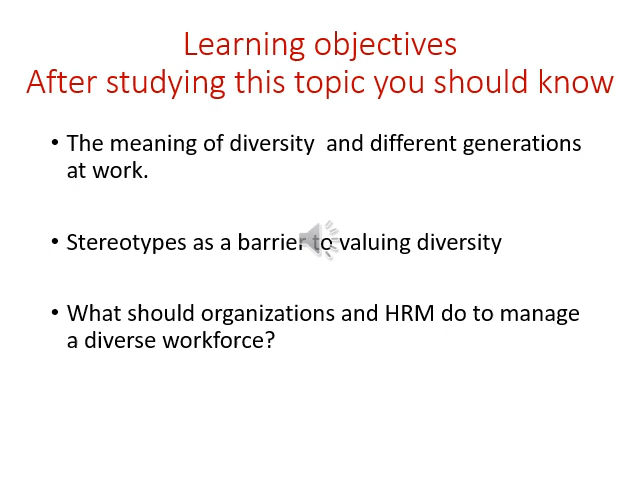 Learning objectives
After studying this topic you should know
• The meaning of diversity  and different generations
at work.
• Stereotypes as a barrier to valuing diversity
• What should organizations and HRM do to manage
a diverse workforce?